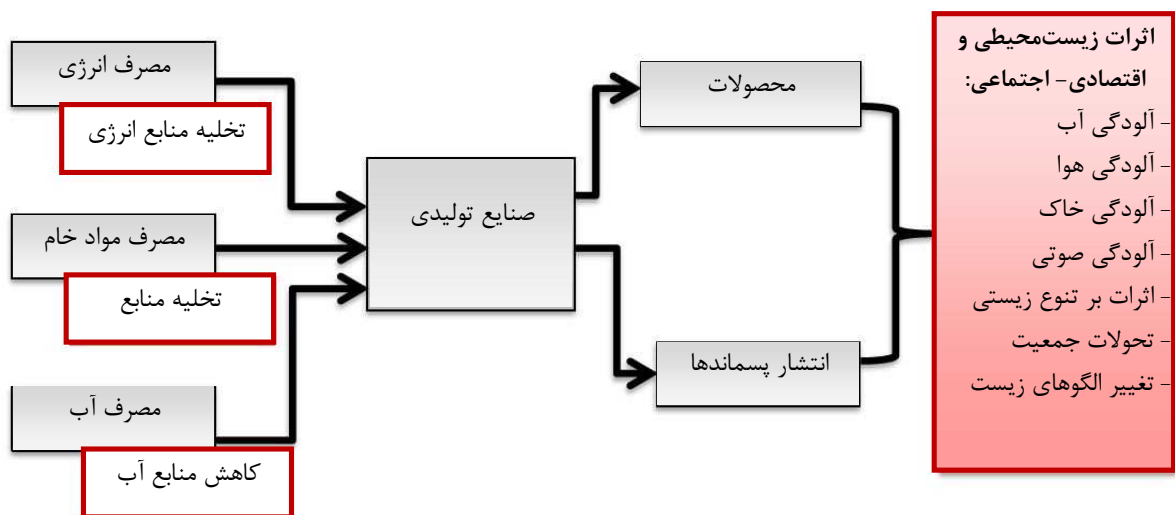 مصرف انرژی
تخلیه منابع انرژی
مصرف مواد خام
تخلیه منابع
مصرف آب
کاهش منابع آب
صنایع تولیدی
محصولات
انتشار پسماندها
اثرات زیست‌محیطی و
اقتصادی- اجتماعی:
- آلودگی آب
- آلودگی هوا
- آلودگی خاک
- آلودگی صوتی
- اثرات بر تنوع زیستی
- تحولات جمعیت
- تغییر الگوهای زیست